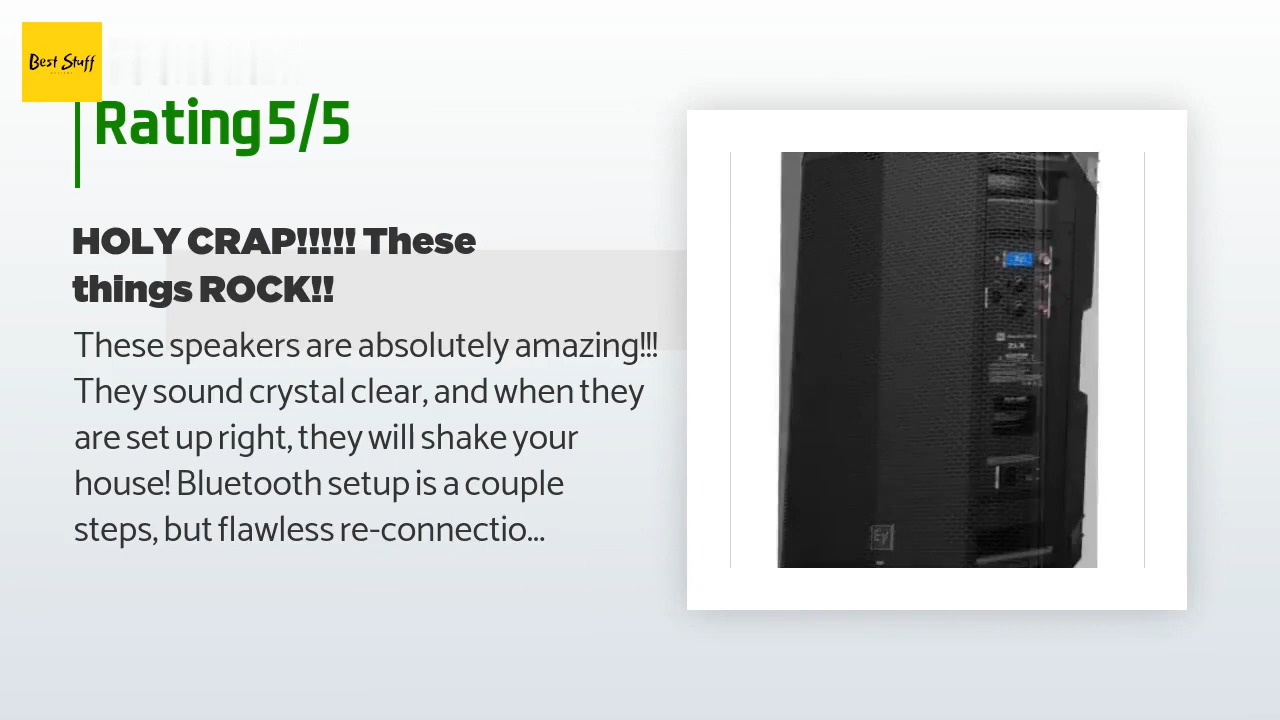 Best Stuff
Rating 5/5
HOLY CRAP!!!!! These
things ROCK!!
These speakers are absolutely amazing!!!
They sound crystal clear, and when they
are set up right, they will shake your
house! Bluetooth setup is a couple
steps, but flawless re-connectio...
ZLX
EV